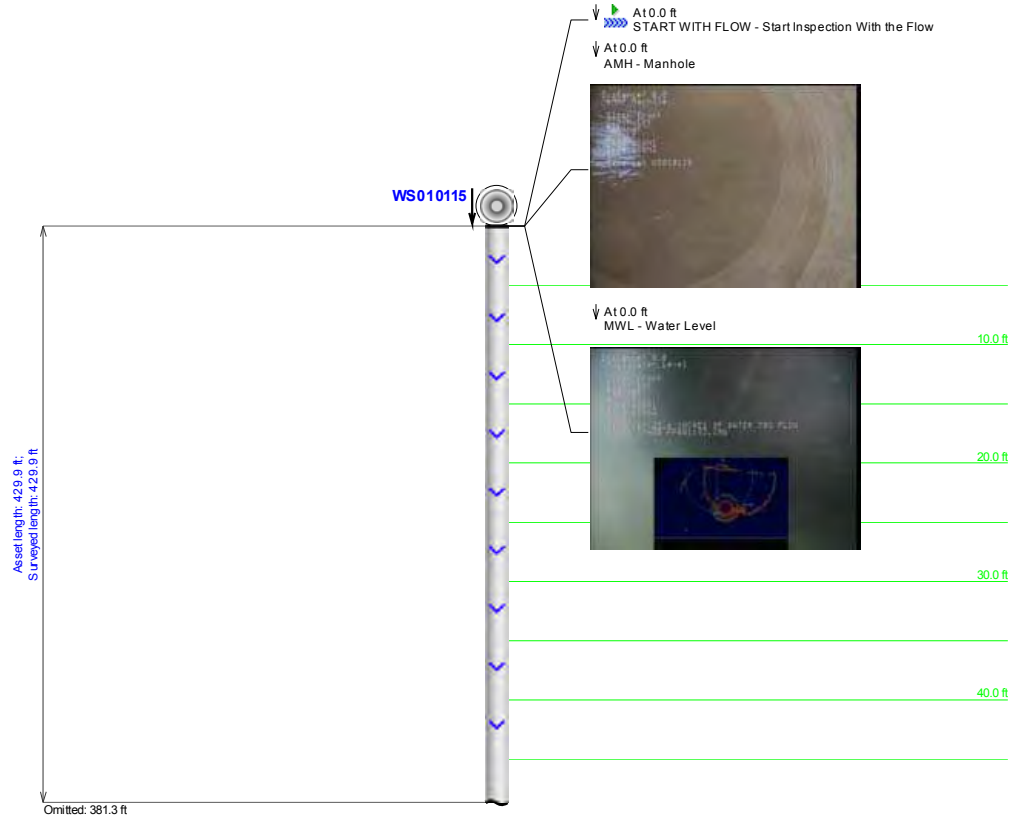 At 0.0 ft
START WITH FLOW - Start Inspection With the Flow
At 0.0 ft
AMH - Manhole
WS010115
At 0.0 ft
MWL - Water Level
10.0 ft
20.0 ft
Asset length: 429.9 ft;
Surveyed length: 429.9 ft
30.0 ft
40.0 ft
Omitted: 381.3 ft